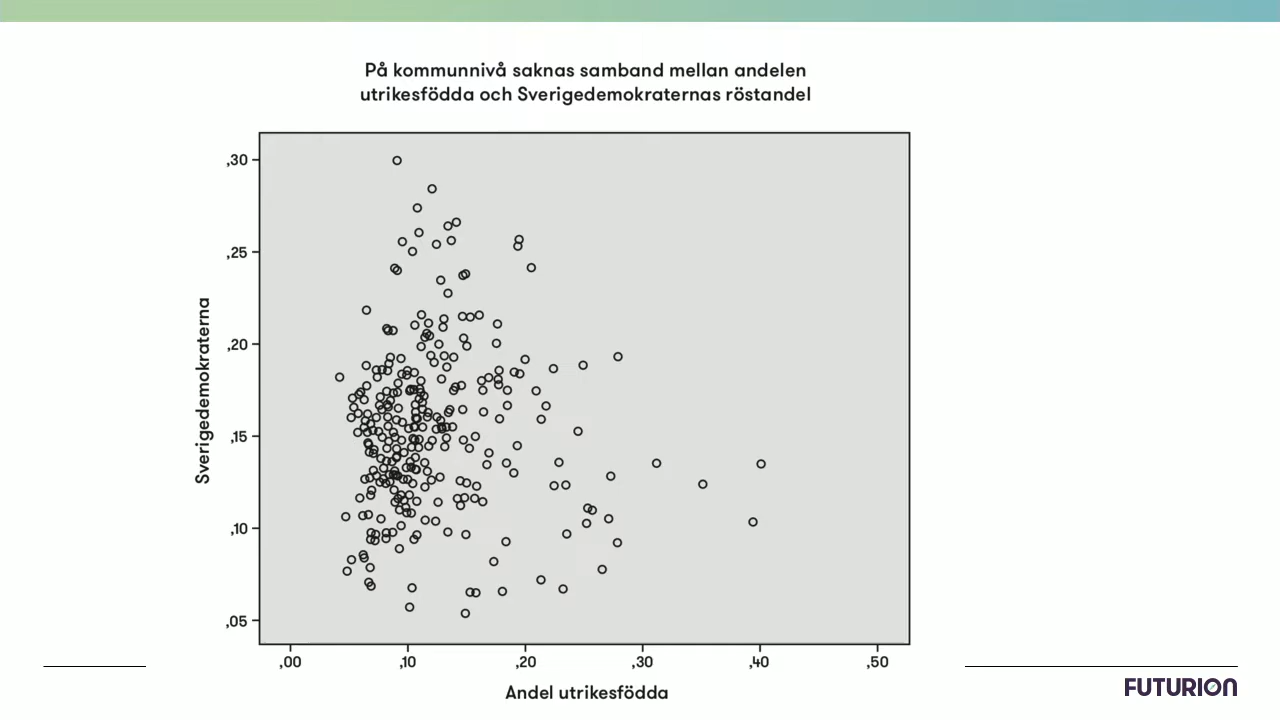 På kommunnivå saknas samband mellan andelen
utrikesfödda och Sverigedemokraternas röstandel
Sverigedemokraterna
,30
,25
,20
,15
,10
,05
,00
,10
,20
,30
,40
,50
Andel utrikesfödda
FUTURION